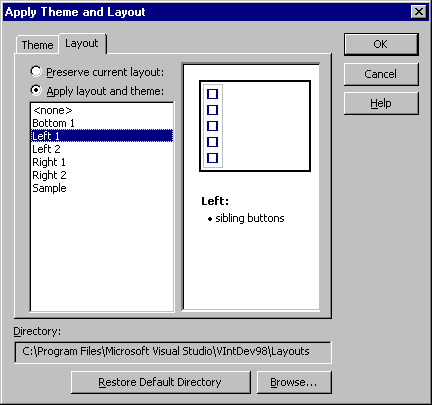 Apply Theme and Layout
Theme
Layout
OK
Cancel
Help
Preserve current layout:
Apply layout and theme:
<none>
Bottom 1
Left 1
Left 2
Right 1
Right 2
Sample
Left:
• sibling buttons
Directory:
C:\Program Files\Microsoft Visual Studio\VIntDev98\Layouts
Restore Default Directory
Browse...